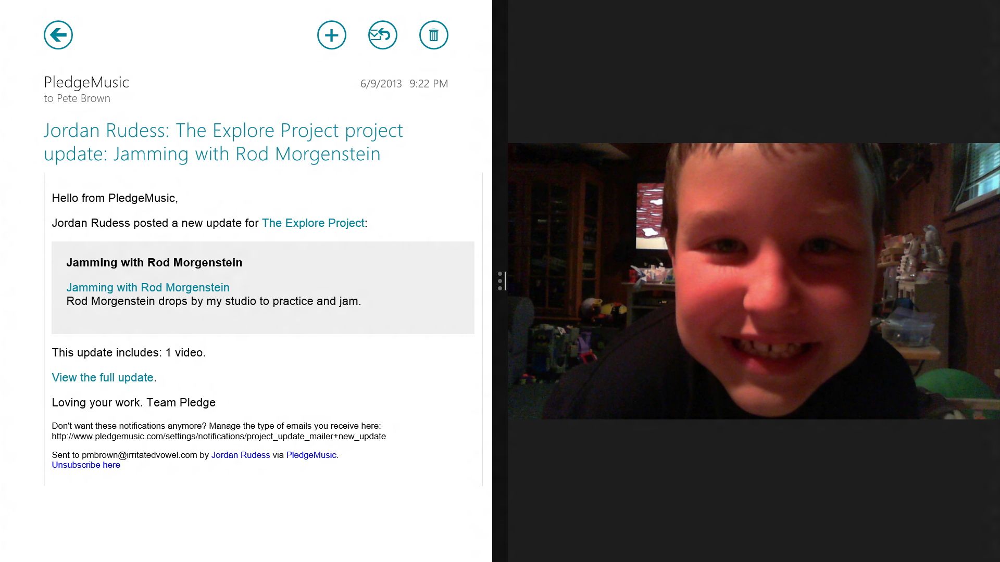 PledgeMusic
6/9/2013 9:22 PM
to Pete Brown
Jordan Rudess: The Explore Project project
update: Jamming with Rod Morgenstein
Hello from PledgeMusic,
Jordan Rudess posted a new update for The Explore Project:
Jamming with Rod Morgenstein
Jamming with Rod Morgenstein
Rod Morgenstein drops by my studio to practice and jam.
This update includes: 1 video.
View the full update.
Loving your work. Team Pledge
Don't want these notifications anymore? Manage the type of emails you receive here:
http://www.pledgemusic.com/settings/notifications/project_update_mailer+new_update
Sent to pmbrown@irritatedvowel.com by Jordan Rudess via PledgeMusic.
Unsubscribe here